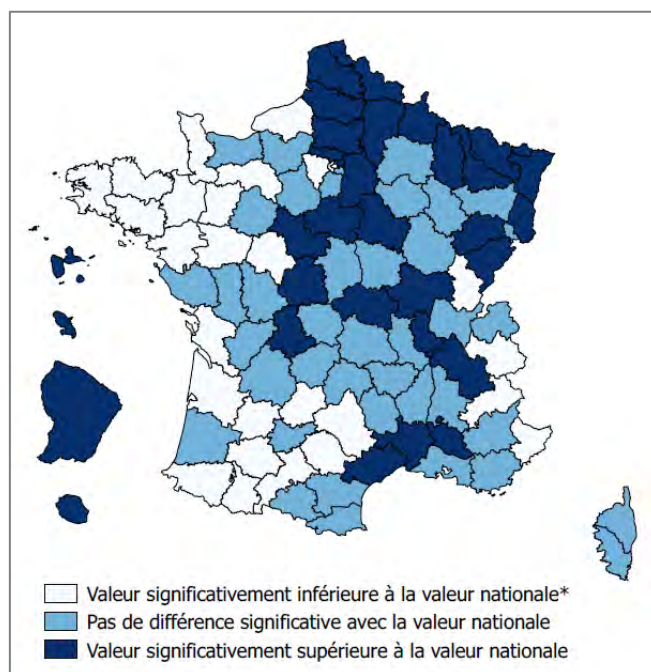 Valeur significativement inférieure à la valeur nationale*
Pas de différence significative avec la valeur nationale
Valeur significativement supérieure à la valeur nationale